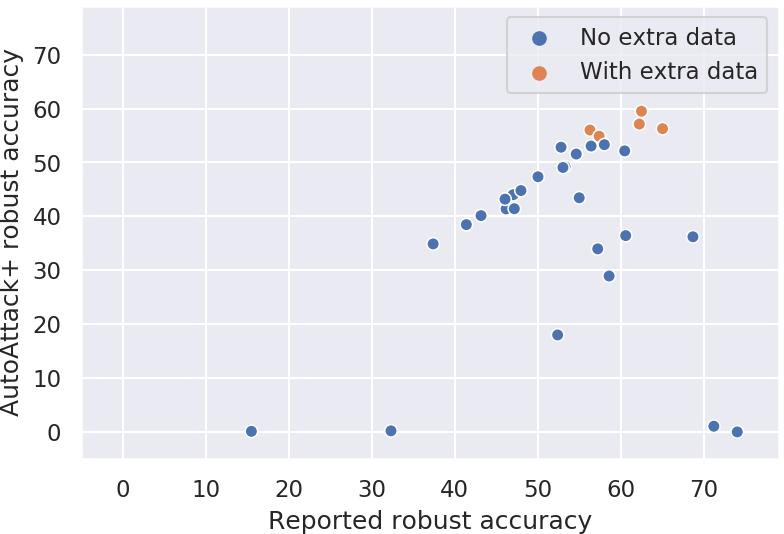 No extra data
With extra data
AutoAttack+ robust accuracy
70
60
50
40
30
20
10
0
0 10 20 30 40 50 60 70
Reported robust accuracy